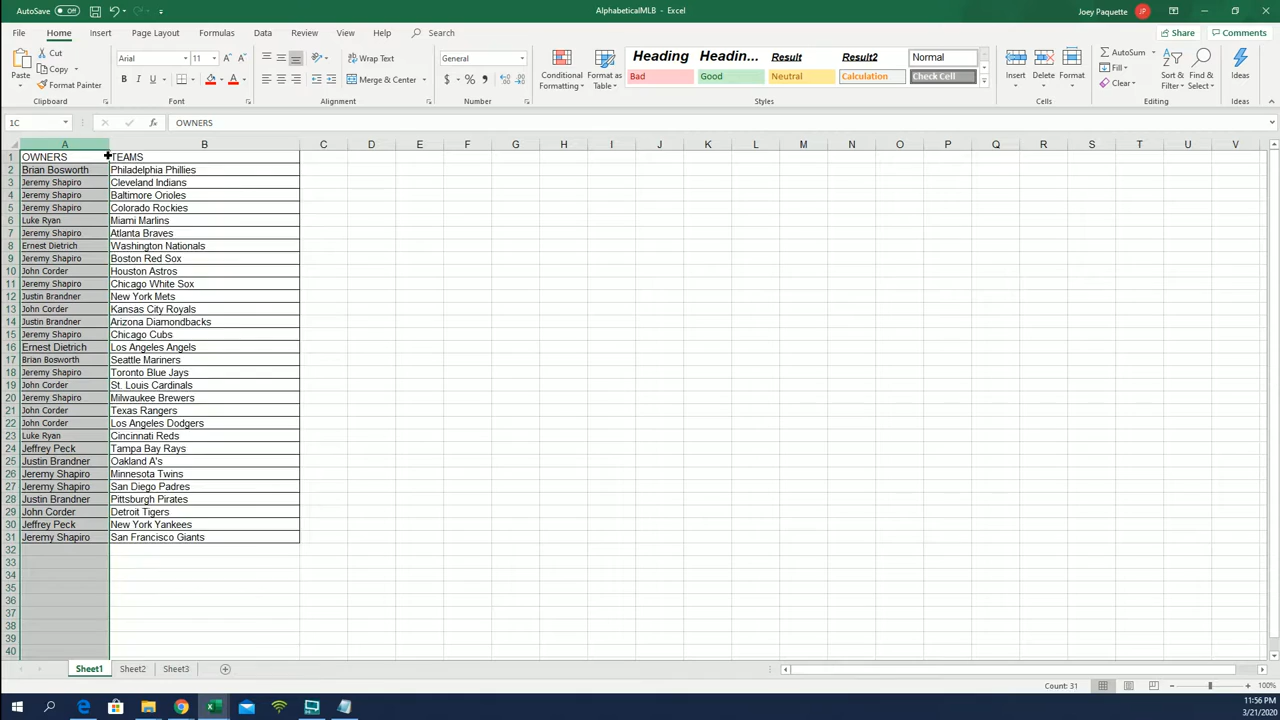 AutoSave Off AlphabeticalMLB - Excel Joey Paquette JP
File Home Insert Page Layout Formulas Data Review View Help Search Share Comments
Paste Cut Copy Format Painter Clipboard
Arial 11 A A B I U Font
Wrap Text Merge & Center Alignment
General $ % , Number
Conditional Formatting Format as Table
Heading Headin... Result Result2 Normal
Bad Good Neutral Calculation Check Cell
Styles
Insert Delete Format Cells
AutoSum Fill Clear Sort & Filter Find & Select Editing
Ideas Ideas
1C fx OWNERS
A B C D E F G H I J K L M N O P Q R S T U V
1 OWNERS TEAMS
2 Brian Bosworth Philadelphia Phillies
3 Jeremy Shapiro Cleveland Indians
4 Jeremy Shapiro Baltimore Orioles
5 Jeremy Shapiro Colorado Rockies
6 Luke Ryan Miami Marlins
7 Jeremy Shapiro Atlanta Braves
8 Ernest Dietrich Washington Nationals
9 Jeremy Shapiro Boston Red Sox
10 John Corder Houston Astros
11 Jeremy Shapiro Chicago White Sox
12 Justin Brandner New York Mets
13 John Corder Kansas City Royals
14 Justin Brandner Arizona Diamondbacks
15 Jeremy Shapiro Chicago Cubs
16 Ernest Dietrich Los Angeles Angels
17 Brian Bosworth Seattle Mariners
18 Jeremy Shapiro Toronto Blue Jays
19 John Corder St. Louis Cardinals
20 Jeremy Shapiro Milwaukee Brewers
21 John Corder Texas Rangers
22 John Corder Los Angeles Dodgers
23 Luke Ryan Cincinnati Reds
24 Jeffrey Peck Tampa Bay Rays
25 Justin Brandner Oakland A's
26 Jeremy Shapiro Minnesota Twins
27 Jeremy Shapiro San Diego Padres
28 Justin Brandner Pittsburgh Pirates
29 John Corder Detroit Tigers
30 Jeffrey Peck New York Yankees
31 Jeremy Shapiro San Francisco Giants
32
33
34
35
36
37
38
39
40
Sheet1 Sheet2 Sheet3
Count: 31 100%
11:56 PM
3/21/2020